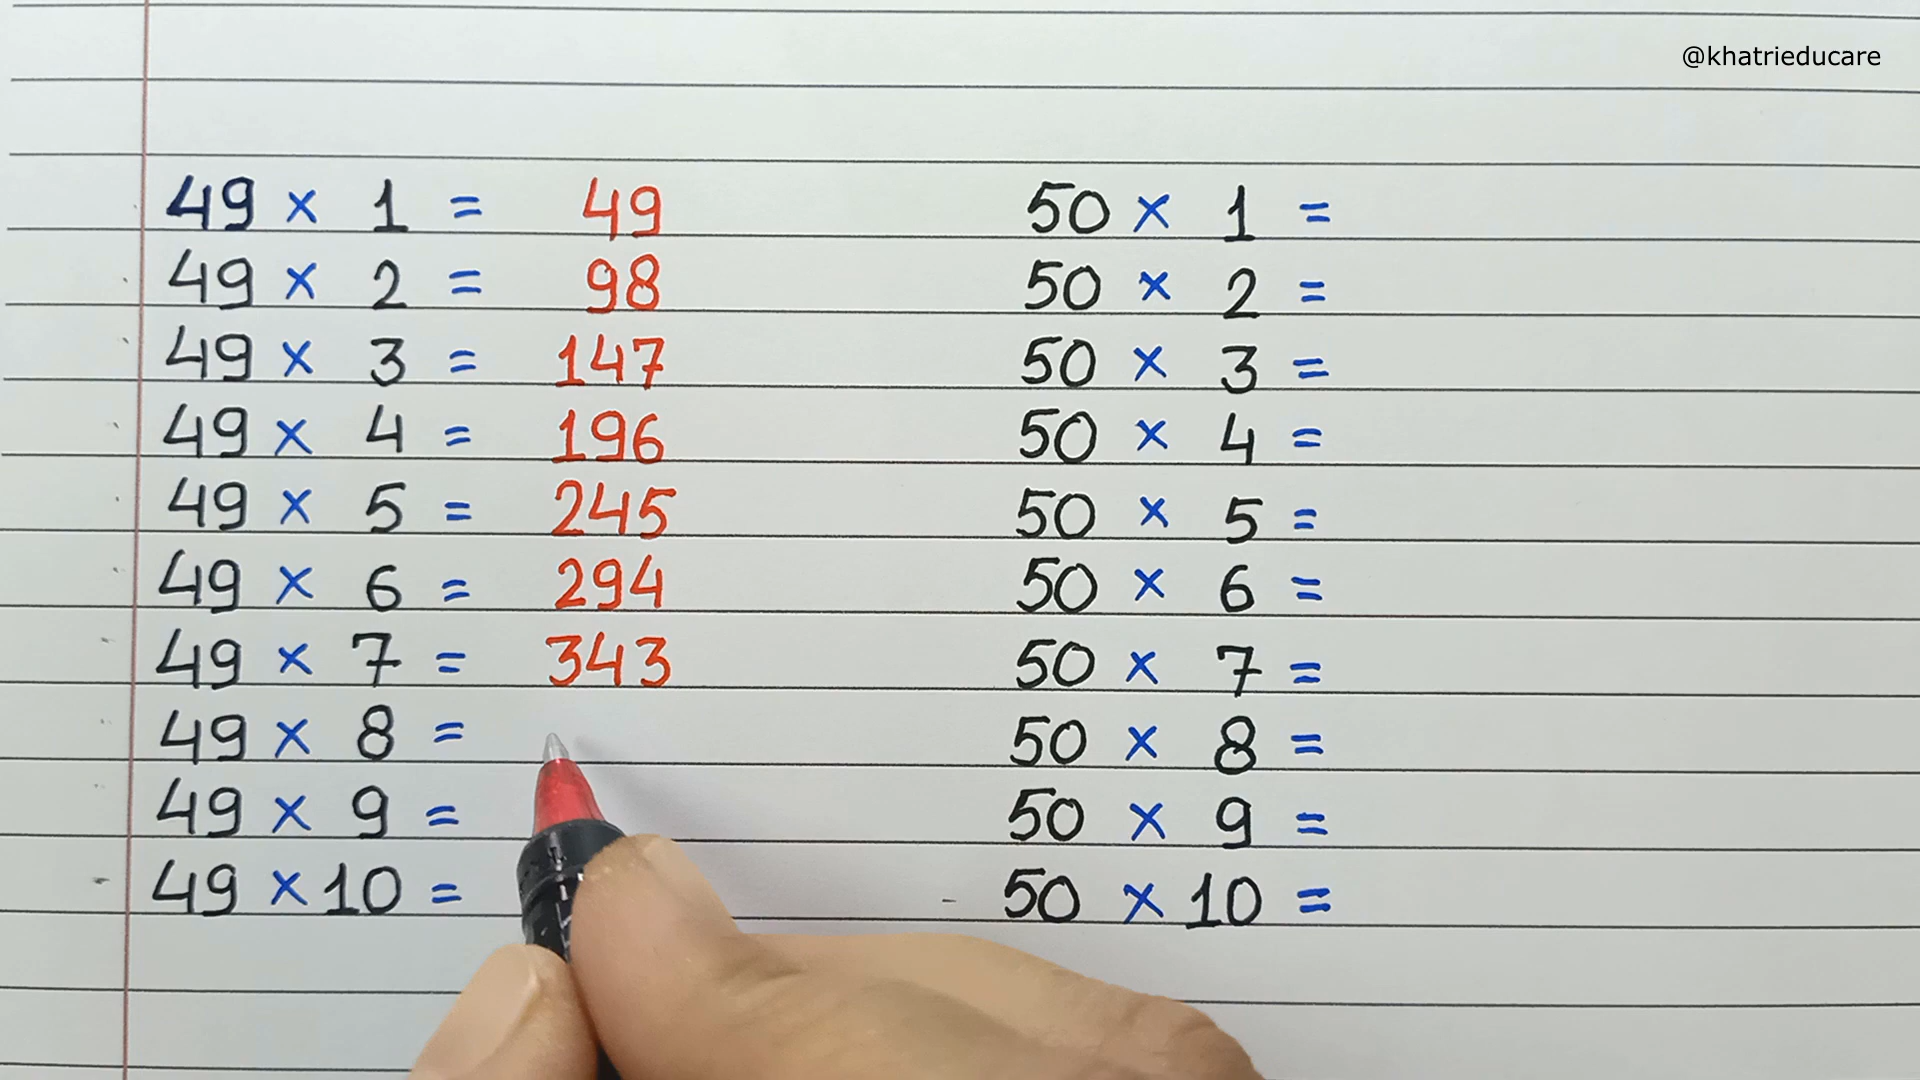 @khatrieducare
49 × 1 = 49
49 × 2 = 98
49 × 3 = 147
49 × 4 = 196
49 × 5 = 245
49 × 6 = 294
49 × 7 = 343
49 × 8 =
49 × 9 =
49 × 10 =
50 × 1 =
50 × 2 =
50 × 3 =
50 × 4 =
50 × 5 =
50 × 6 =
50 × 7 =
50 × 8 =
50 × 9 =
50 × 10 =